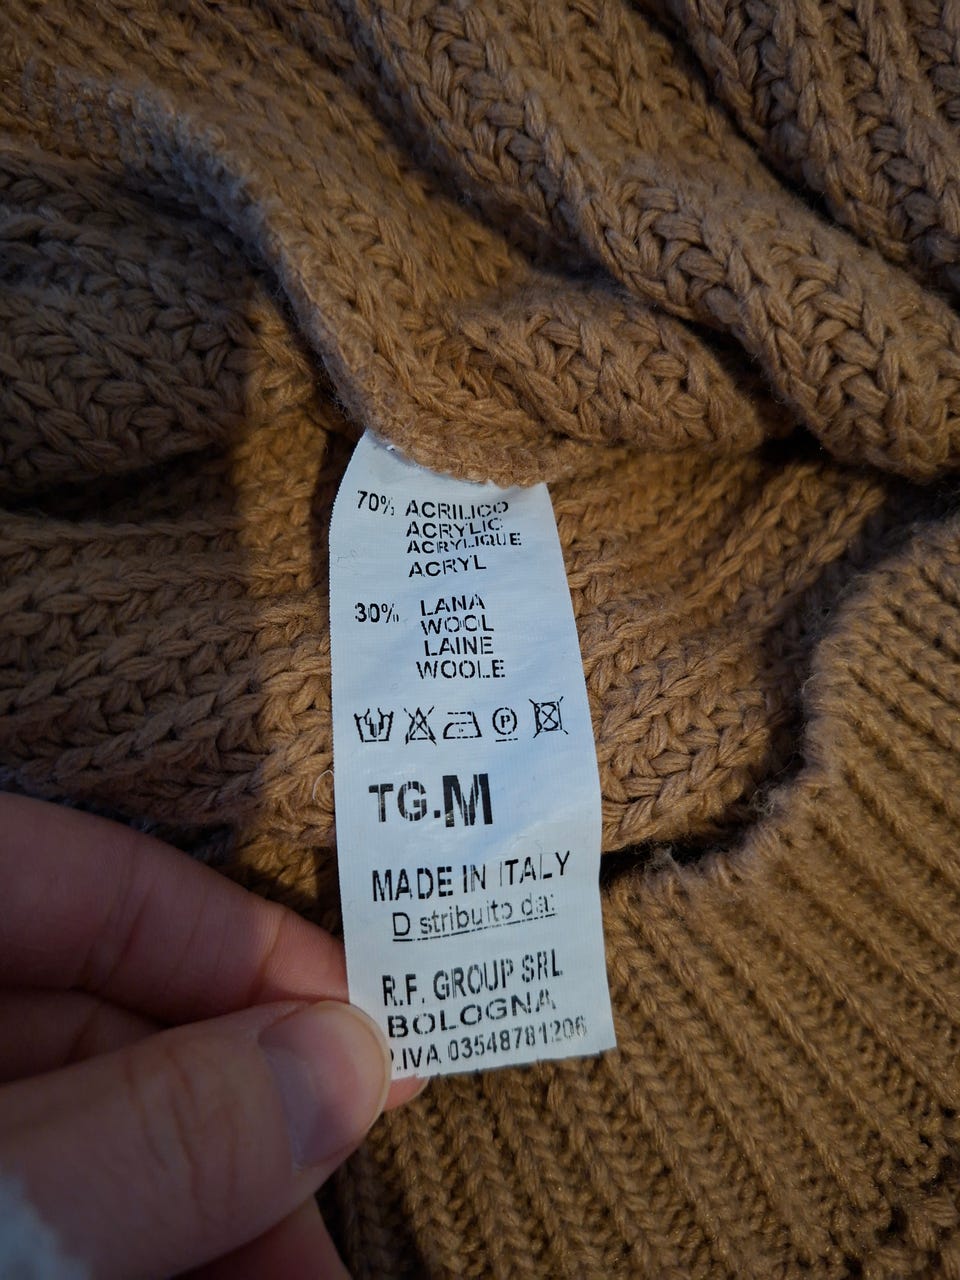 70% ACRILICO
ACRYLIC
ACRYLIQUE
ACRYL
30% LANA
WOOL
LAINE
WOOLE
P
TG.M
MADE IN ITALY
D stribuito da:
R.F. GROUP SRL
BOLOGNA
P.IVA 03548781206